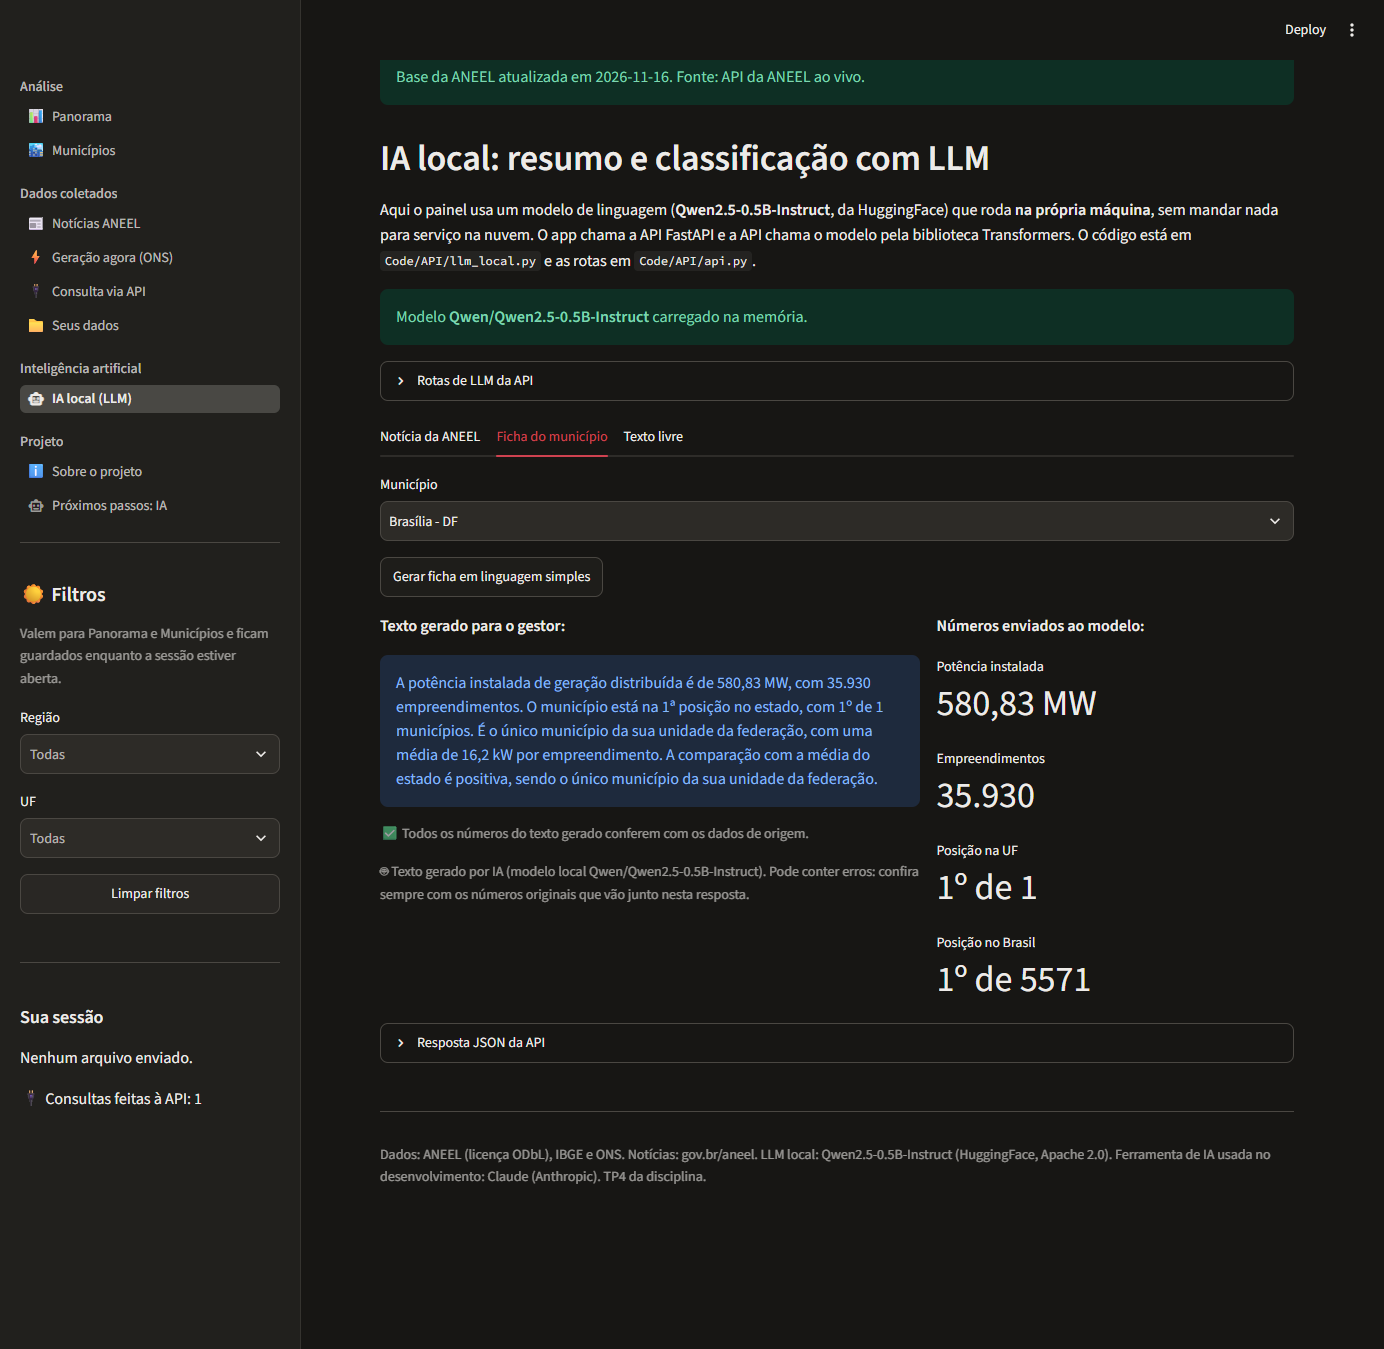 Deploy
Análise
Panorama
Municípios
Dados coletados
Notícias ANEEL
Geração agora (ONS)
Consulta via API
Seus dados
Inteligência artificial
IA local (LLM)
Projeto
Sobre o projeto
Próximos passos: IA
Filtros
Valem para Panorama e Municípios e ficam
guardados enquanto a sessão estiver
aberta.
Região
Todas
UF
Todas
Limpar filtros
Sua sessão
Nenhum arquivo enviado.
Consultas feitas à API: 1
Base da ANEEL atualizada em 2026-11-16. Fonte: API da ANEEL ao vivo.
IA local: resumo e classificação com LLM
Aqui o painel usa um modelo de linguagem (Qwen2.5-0.5B-Instruct, da HuggingFace) que roda na própria máquina, sem mandar nada
para serviço na nuvem. O app chama a API FastAPI e a API chama o modelo pela biblioteca Transformers. O código está em
Code/API/llm_local.py e as rotas em Code/API/api.py.
Modelo Qwen/Qwen2.5-0.5B-Instruct carregado na memória.
Rotas de LLM da API
Notícia da ANEEL Ficha do município Texto livre
Município
Brasília - DF
Gerar ficha em linguagem simples
Texto gerado para o gestor:
A potência instalada de geração distribuída é de 580,83 MW, com 35.930
empreendimentos. O município está na 1ª posição no estado, com 1º de 1
municípios. É o único município da sua unidade da federação, com uma
média de 16,2 kW por empreendimento. A comparação com a média do
estado é positiva, sendo o único município da sua unidade da federação.
Todos os números do texto gerado conferem com os dados de origem.
Texto gerado por IA (modelo local Qwen/Qwen2.5-0.5B-Instruct). Pode conter erros: confira
sempre com os números originais que vão junto nesta resposta.
Números enviados ao modelo:
Potência instalada
580,83 MW
Empreendimentos
35.930
Posição na UF
1º de 1
Posição no Brasil
1º de 5571
Resposta JSON da API
Dados: ANEEL (licença ODbL), IBGE e ONS. Notícias: gov.br/aneel. LLM local: Qwen2.5-0.5B-Instruct (HuggingFace, Apache 2.0). Ferramenta de IA usada no
desenvolvimento: Claude (Anthropic). TP4 da disciplina.